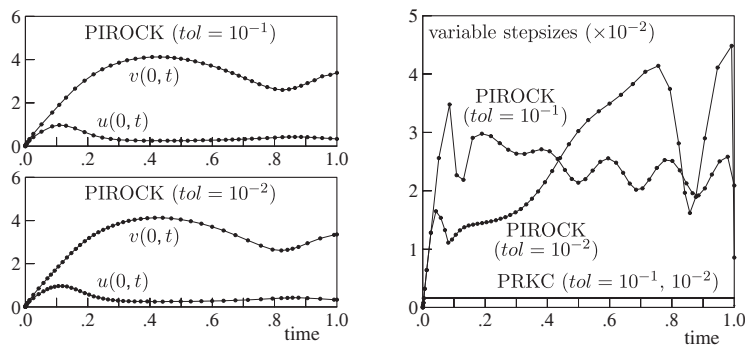 6
PIROCK (tol = 10⁻¹)
4
v(0, t)
2
u(0, t)
0
.0 .2 .4 .6 .8 1.0
6
PIROCK (tol = 10⁻²)
4
v(0, t)
2
u(0, t)
0
.0 .2 .4 .6 .8 1.0
time
5
variable stepsizes (×10⁻²)
4
PIROCK
(tol = 10⁻¹)
3
2
PIROCK
(tol = 10⁻²)
1
PRKC (tol = 10⁻¹, 10⁻²)
0
.0 .2 .4 .6 .8 1.0
time